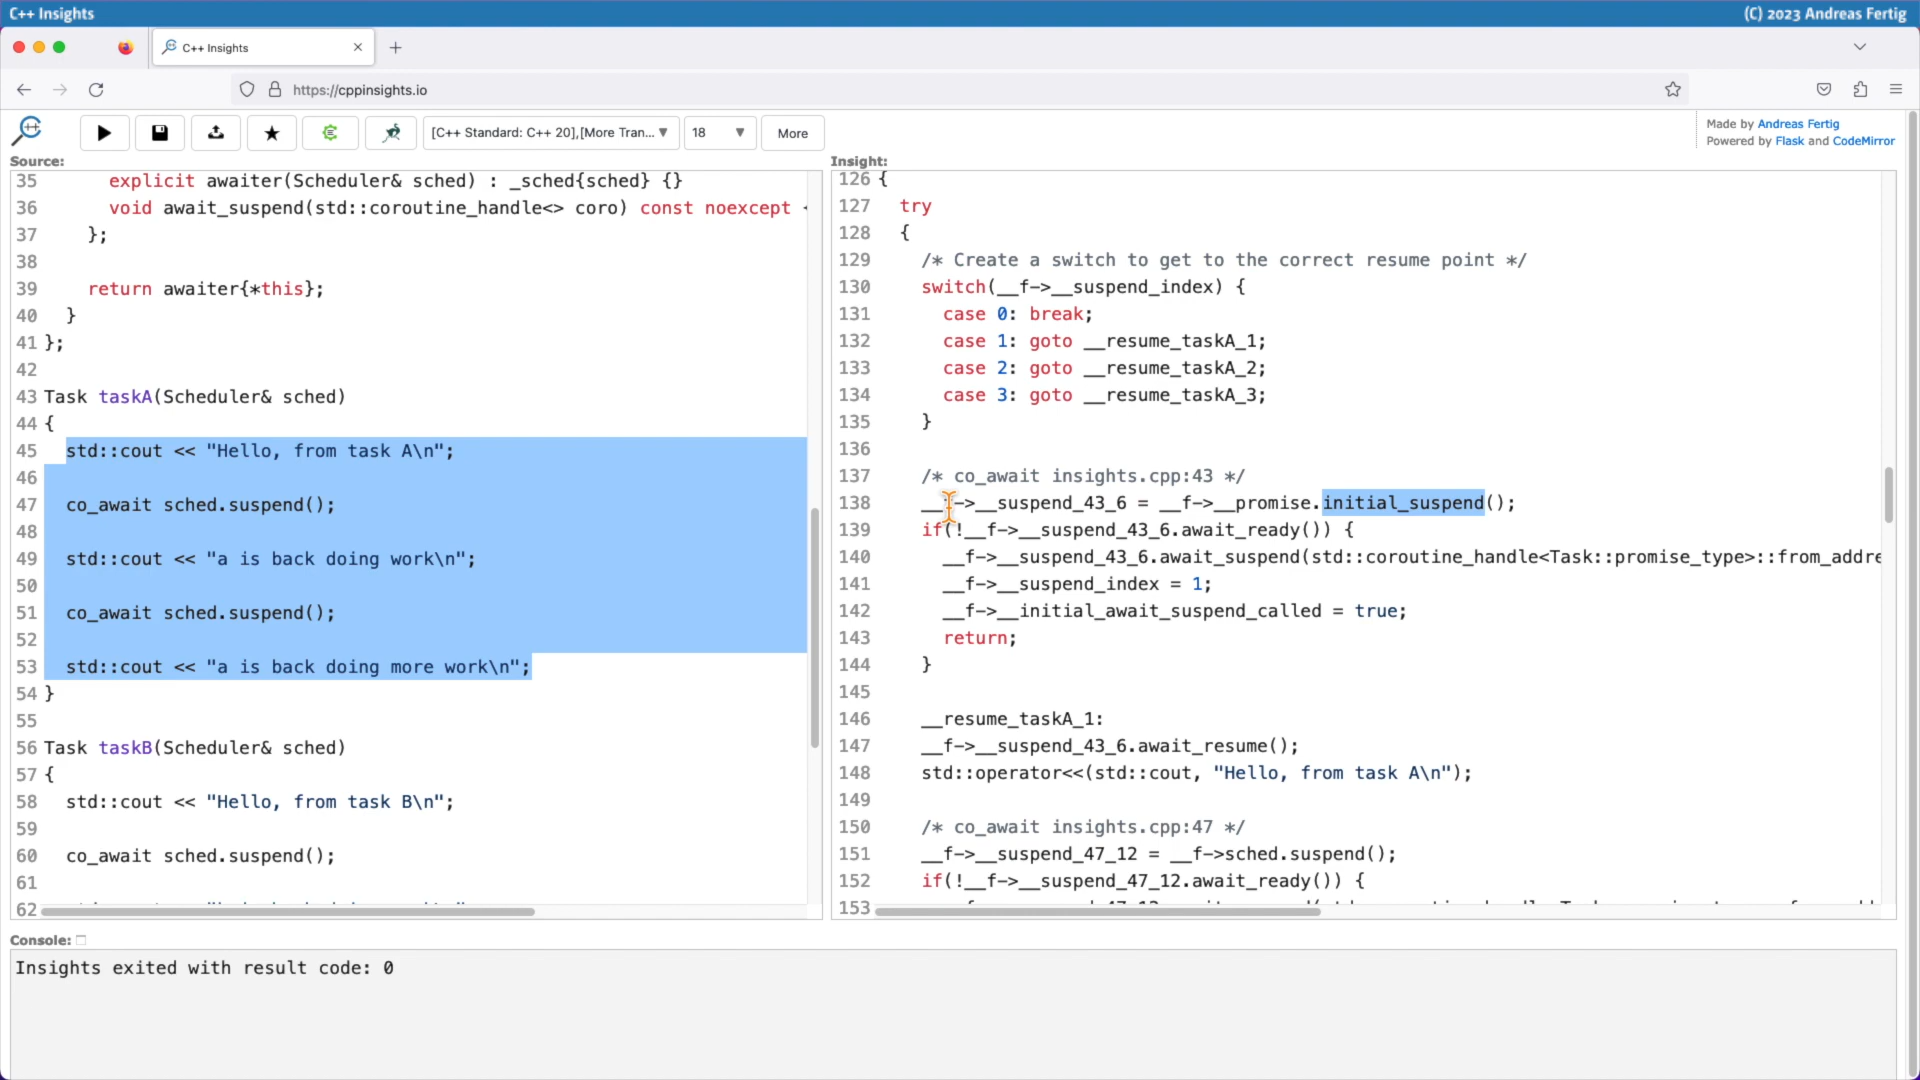 C++ Insights
(C) 2023 Andreas Fertig
C++ Insights
https://cppinsights.io
[C++ Standard: C++ 20],[More Tran...
18
More
Made by Andreas Fertig
Powered by Flask and CodeMirror
Source:
35 explicit awaiter(Scheduler& sched) : _sched{sched} {}
36 void await_suspend(std::coroutine_handle<> coro) const noexcept
37 };
38
39 return awaiter{*this};
40 }
41 };
42
43 Task taskA(Scheduler& sched)
44 {
45 std::cout << "Hello, from task A\n";
46
47 co_await sched.suspend();
48
49 std::cout << "a is back doing work\n";
50
51 co_await sched.suspend();
52
53 std::cout << "a is back doing more work\n";
54 }
55
56 Task taskB(Scheduler& sched)
57 {
58 std::cout << "Hello, from task B\n";
59
60 co_await sched.suspend();
61
62
Insight:
126 {
127 try
128 {
129 /* Create a switch to get to the correct resume point */
130 switch(__f->__suspend_index) {
131 case 0: break;
132 case 1: goto __resume_taskA_1;
133 case 2: goto __resume_taskA_2;
134 case 3: goto __resume_taskA_3;
135 }
136
137 /* co_await insights.cpp:43 */
138 __f->__suspend_43_6 = __f->__promise.initial_suspend();
139 if(!__f->__suspend_43_6.await_ready()) {
140 __f->__suspend_43_6.await_suspend(std::coroutine_handle<Task::promise_type>::from_addre
141 __f->__suspend_index = 1;
142 __f->__initial_await_suspend_called = true;
143 return;
144 }
145
146 __resume_taskA_1:
147 __f->__suspend_43_6.await_resume();
148 std::operator<<(std::cout, "Hello, from task A\n");
149
150 /* co_await insights.cpp:47 */
151 __f->__suspend_47_12 = __f->sched.suspend();
152 if(!__f->__suspend_47_12.await_ready()) {
153
Console:
Insights exited with result code: 0